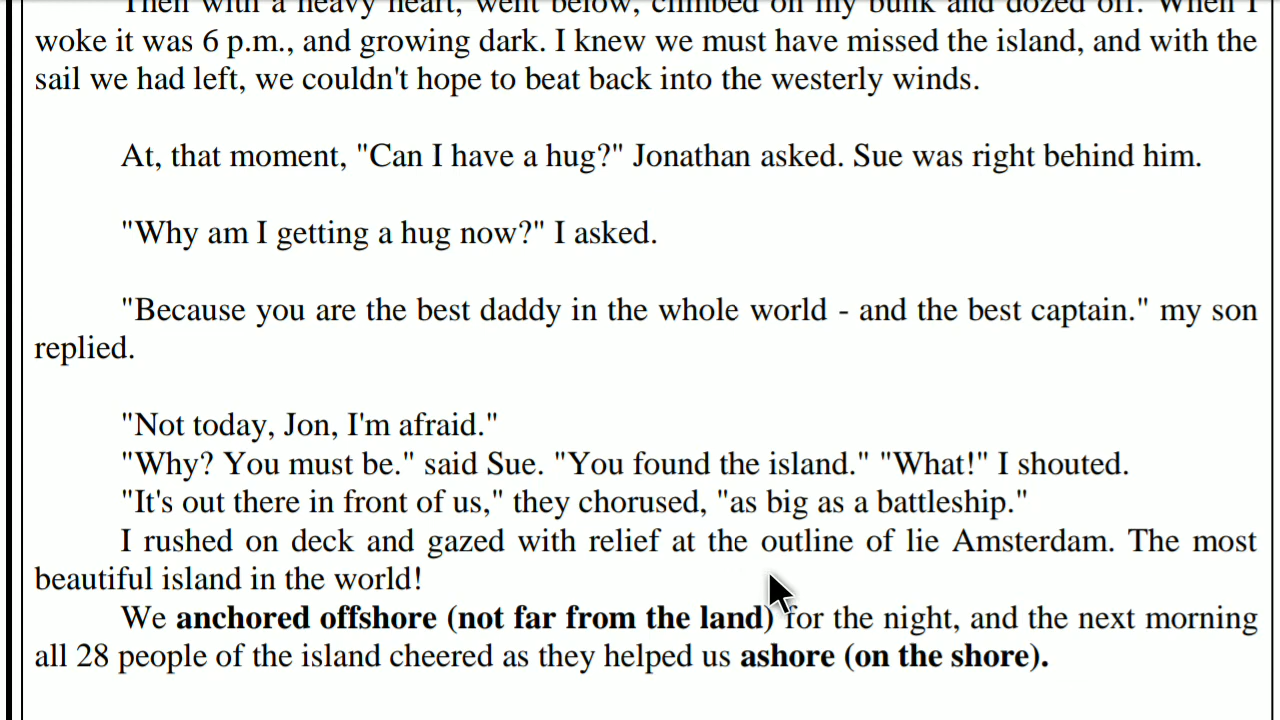 Then with a heavy heart, went below, climbed on my bunk and dozed off. When I
woke it was 6 p.m., and growing dark. I knew we must have missed the island, and with the
sail we had left, we couldn't hope to beat back into the westerly winds.
At, that moment, "Can I have a hug?" Jonathan asked. Sue was right behind him.
"Why am I getting a hug now?" I asked.
"Because you are the best daddy in the whole world - and the best captain." my son
replied.
"Not today, Jon, I'm afraid."
"Why? You must be." said Sue. "You found the island." "What!" I shouted.
"It's out there in front of us," they chorused, "as big as a battleship."
I rushed on deck and gazed with relief at the outline of lie Amsterdam. The most
beautiful island in the world!
We anchored offshore (not far from the land) for the night, and the next morning
all 28 people of the island cheered as they helped us ashore (on the shore).